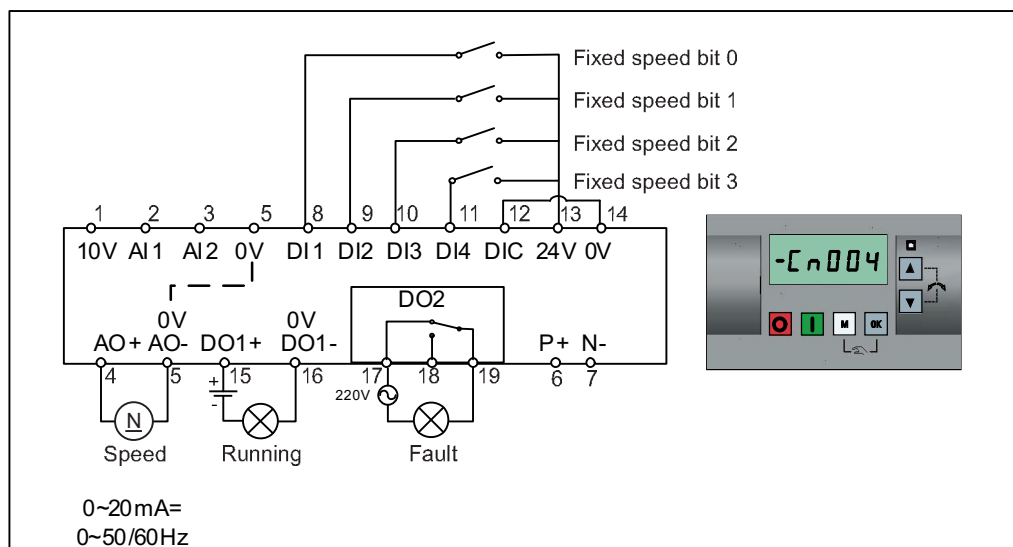 Fixed speed bit 0
Fixed speed bit 1
Fixed speed bit 2
Fixed speed bit 3
1 2 3 5 8 9 10 11 12 13 14
10V AI1 AI2 0V DI1 DI2 DI3 DI4 DIC 24V 0V
-Cn004
DO2
0V 0V
AO+ AO- DO1+ DO1- P+ N-
4 5 15 16 17 18 19 6 7
M OK
+
-
220V
N
Speed Running Fault
0~20mA=
0~50/60Hz